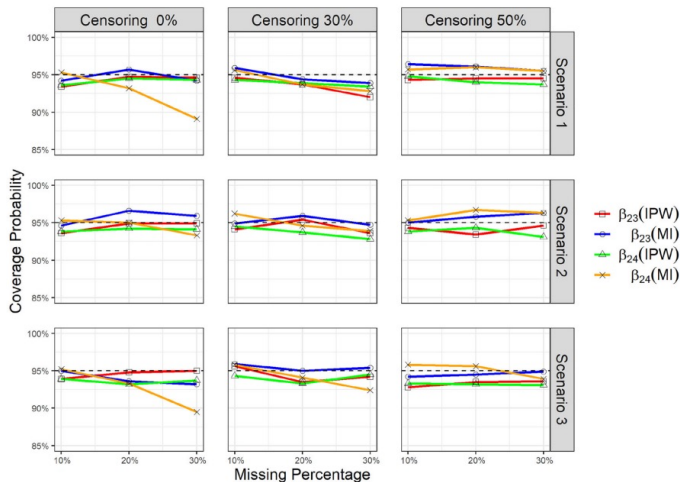 Censoring 0%
Censoring 30%
Censoring 50%
100%
95%
90%
85%
Scenario 1
100%
95%
90%
85%
Scenario 2
100%
95%
90%
85%
Scenario 3
Coverage Probability
10%
20%
30%
10%
20%
30%
10%
20%
30%
Missing Percentage
β23(IPW)
β23(MI)
β24(IPW)
β24(MI)